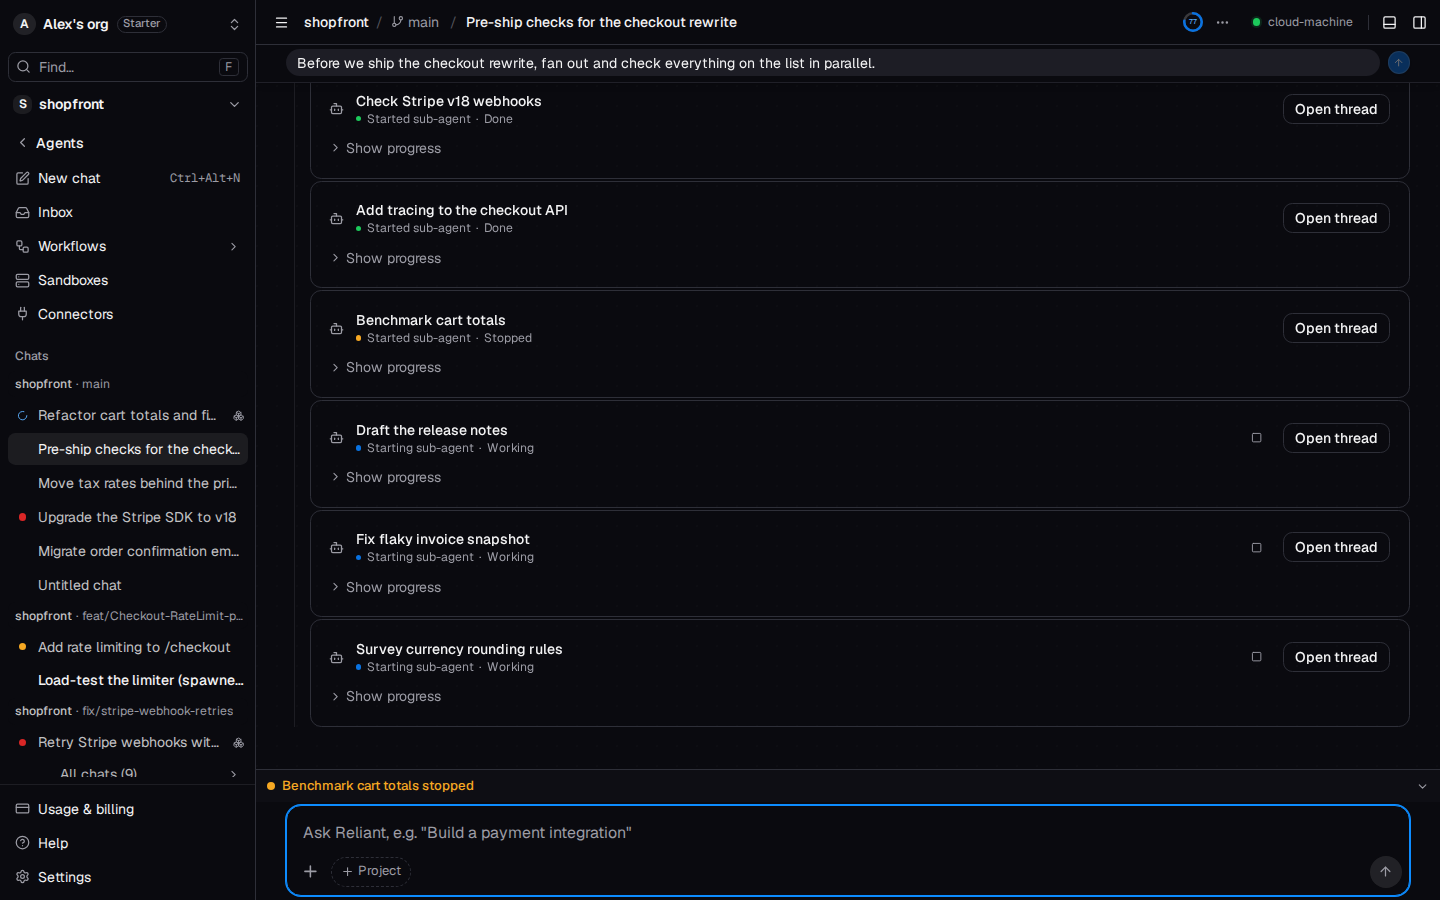 A Alex's org Starter
Find... F
S shopfront
Agents
New chat Ctrl+Alt+N
Inbox
Workflows
Sandboxes
Connectors
Chats
shopfront · main
Refactor cart totals and fi...
Pre-ship checks for the check...
Move tax rates behind the pri...
Upgrade the Stripe SDK to v18
Migrate order confirmation em...
Untitled chat
shopfront · feat/Checkout-RateLimit-p...
Add rate limiting to /checkout
Load-test the limiter (spawne...
shopfront · fix/stripe-webhook-retries
Retry Stripe webhooks wit...
All chats (9)
Usage & billing
Help
Settings
shopfront / main / Pre-ship checks for the checkout rewrite
77 cloud-machine
Before we ship the checkout rewrite, fan out and check everything on the list in parallel.
Check Stripe v18 webhooks
Started sub-agent · Done
Open thread
Show progress
Add tracing to the checkout API
Started sub-agent · Done
Open thread
Show progress
Benchmark cart totals
Started sub-agent · Stopped
Open thread
Show progress
Draft the release notes
Starting sub-agent · Working
Open thread
Show progress
Fix flaky invoice snapshot
Starting sub-agent · Working
Open thread
Show progress
Survey currency rounding rules
Starting sub-agent · Working
Open thread
Show progress
Benchmark cart totals stopped
Ask Reliant, e.g. "Build a payment integration"
+ Project